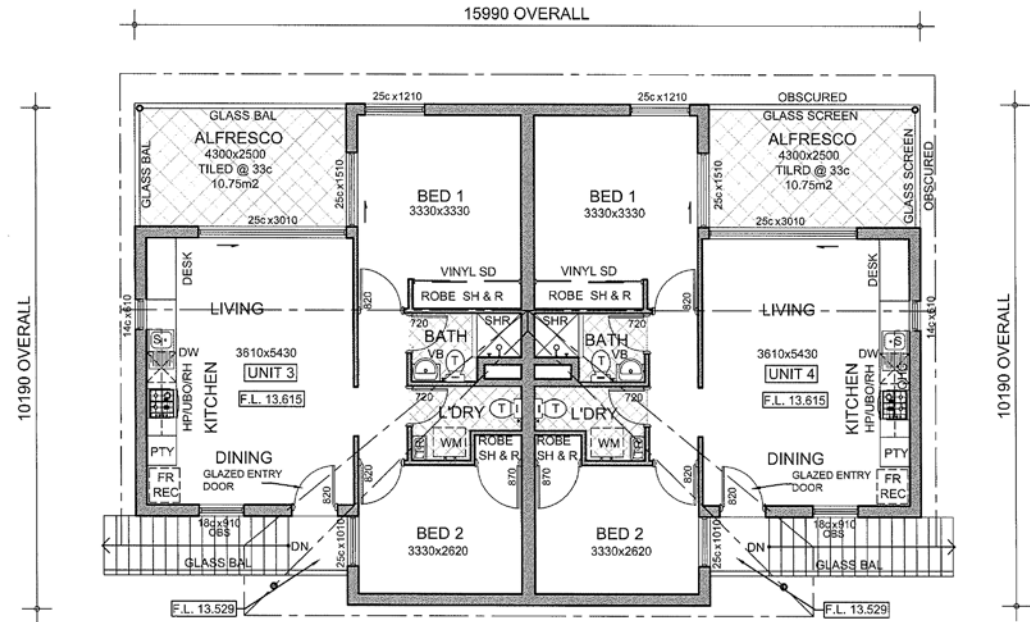 15990 OVERALL
25c x1210
25c x1210
OBSCURED
GLASS BAL
ALFRESCO
4300x2500
TILED @ 33c
10.75m2
GLASS BAL
25c x3010
25c x1510
BED 1
3330x3330
VINYL SD
ROBE SH & R
820
BED 1
3330x3330
VINYL SD
ROBE SH & R
820
25c x1510
GLASS SCREEN
ALFRESCO
4300x2500
TILRD @ 33c
10.75m2
GLASS SCREEN
OBSCURED
25c x3010
10190 OVERALL
10190 OVERALL
14c x610
DESK
LIVING
S
DW
3610x5430
UNIT 3
F.L. 13.615
HP/UBO/RH
KITCHEN
PTY
FR
REC
DINING
GLAZED ENTRY
DOOR
820
820
720
BATH
SHR
VB
T
720
L'DRY
T
TR
WM
ROBE
SH & R
870
SHR
720
BATH
T
VB
720
T
L'DRY
WM
TR
ROBE
SH & R
870
LIVING
DESK
14c x610
S
DW
3610x5430
UNIT 4
F.L. 13.615
KITCHEN
HP/UBO/RH
PTY
FR
REC
DINING
GLAZED ENTRY
DOOR
820
820
18c x910
OBS
DN
GLASS BAL
25c x1010
BED 2
3330x2620
BED 2
3330x2620
25c x1010
DN
18c x910
OBS
GLASS BAL
F.L. 13.529
F.L. 13.529